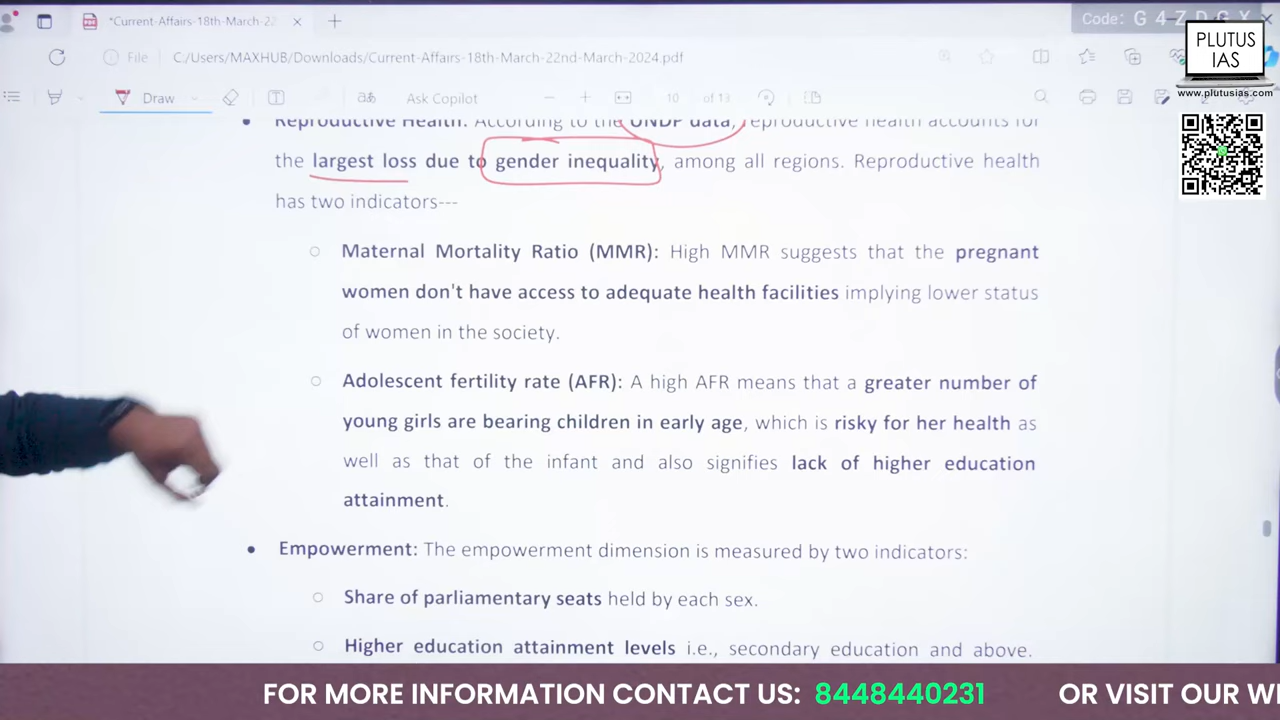 *Current-Affairs-18th-March-22
Code: G 4 Z D G X
PLUTUS
IAS
www.plutusias.com
File
C:/Users/MAXHUB/Downloads/Current-Affairs-18th-March-22nd-March-2024.pdf
Draw
Ask Copilot
10 of 13
Reproductive Health: According to the UNDP data, reproductive health accounts for
the largest loss due to gender inequality, among all regions. Reproductive health
has two indicators---
Maternal Mortality Ratio (MMR): High MMR suggests that the pregnant
women don't have access to adequate health facilities implying lower status
of women in the society.
Adolescent fertility rate (AFR): A high AFR means that a greater number of
young girls are bearing children in early age, which is risky for her health as
well as that of the infant and also signifies lack of higher education
attainment.
Empowerment: The empowerment dimension is measured by two indicators:
Share of parliamentary seats held by each sex.
Higher education attainment levels i.e., secondary education and above.
FOR MORE INFORMATION CONTACT US: 8448440231 OR VISIT OUR WE